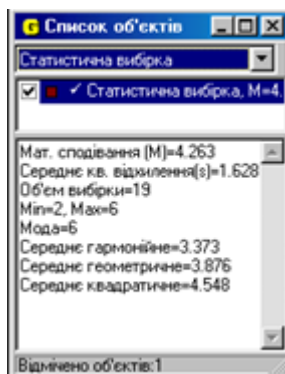 Список об'єктів
Статистична вибірка
Статистична вибірка, M=4.
Мат. сподівання (M)=4.263
Середнє кв. відхилення(s)=1.628
Об'єм вибірки=19
Min=2, Max=6
Мода=6
Середнє гармонійне=3.373
Середнє геометричне=3.876
Середнє квадратичне=4.548
Відмічено об'єктів:1